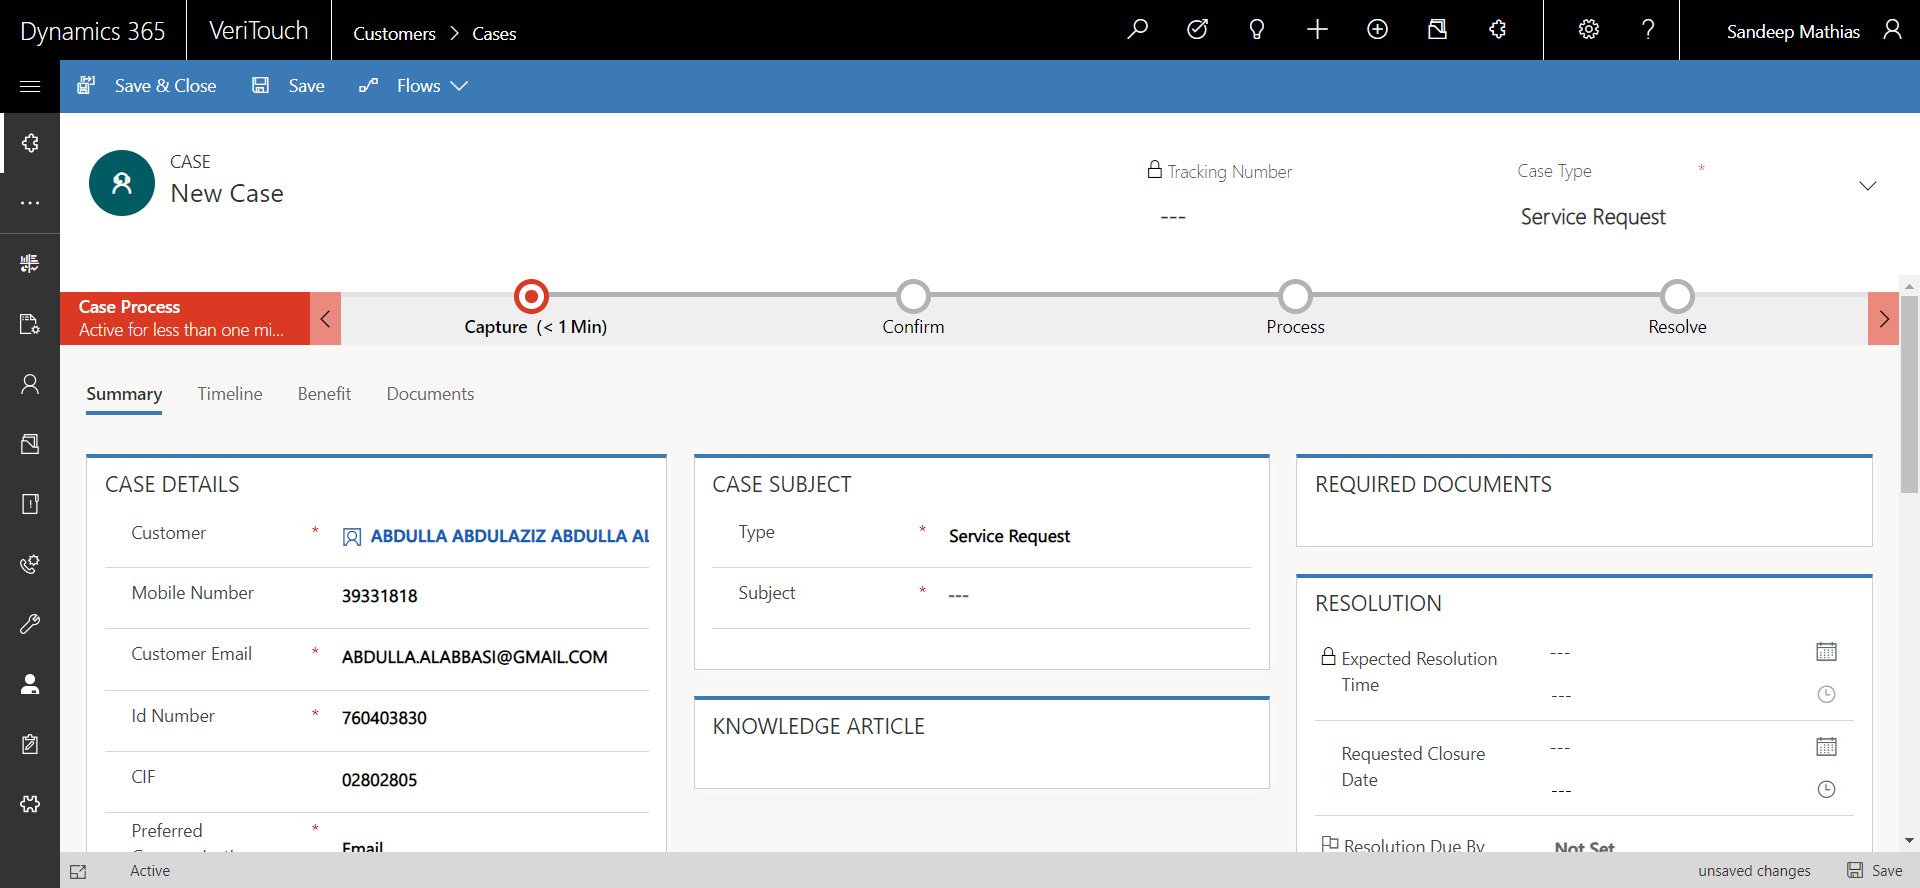 Dynamics 365
VeriTouch
Customers > Cases
Sandeep Mathias
Save & Close
Save
Flows
CASE
New Case
Tracking Number
---
Case Type *
Service Request
Case Process
Active for less than one mi...
Capture (< 1 Min)
Confirm
Process
Resolve
Summary
Timeline
Benefit
Documents
CASE DETAILS
Customer * ABDULLA ABDULAZIZ ABDULLA AL
Mobile Number 39331818
Customer Email * ABDULLA.ALABBASI@GMAIL.COM
Id Number * 760403830
CIF 02802805
Preferred *
Email
CASE SUBJECT
Type * Service Request
Subject * ---
KNOWLEDGE ARTICLE
REQUIRED DOCUMENTS
RESOLUTION
Expected Resolution
Time
---
---
Requested Closure
Date
---
---
Resolution Due By Not Set
Active
unsaved changes
Save